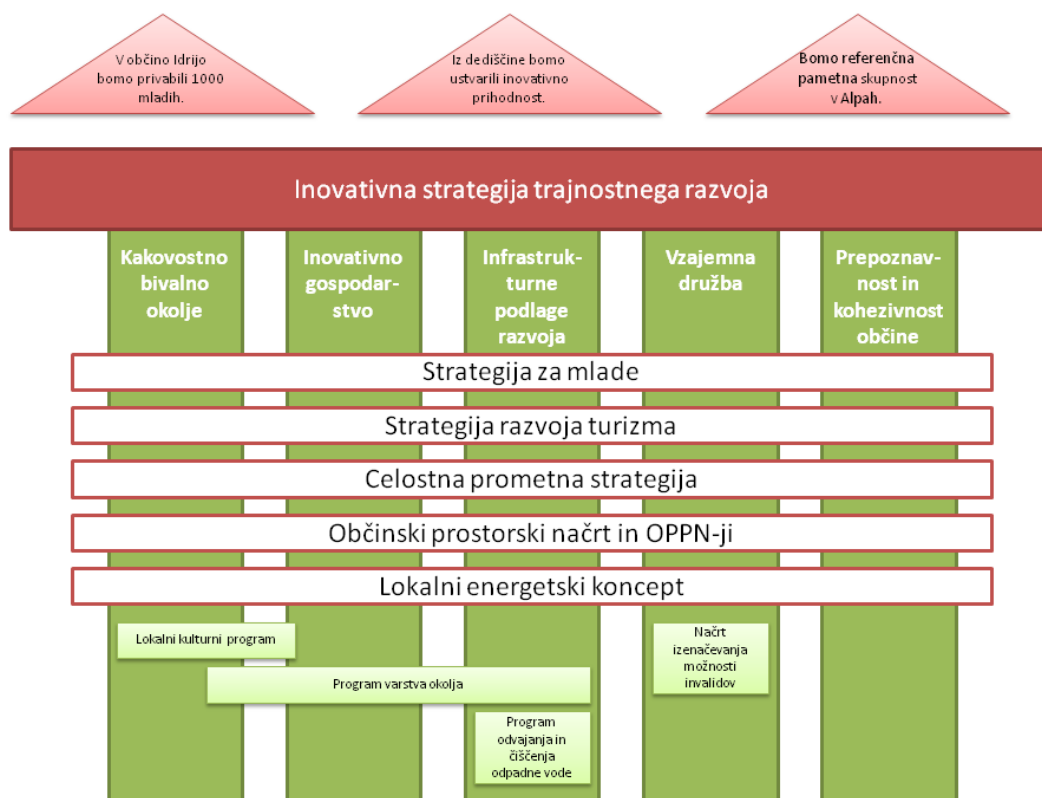 V občino Idrijo
bomo privabili 1000
mladih.
Iz dediščine bomo
ustvarili inovativno
prihodnost.
Bomo referenčna
pametna skupnost
v Alpah.
Inovativna strategija trajnostnega razvoja
Kakovostno
bivalno
okolje
Inovativno
gospodar-
stvo
Infrastruk-
turne
podlage
razvoja
Vzajemna
družba
Prepoznav-
nost in
kohezivnost
občine
Strategija za mlade
Strategija razvoja turizma
Celostna prometna strategija
Občinski prostorski načrt in OPPN-ji
Lokalni energetski koncept
Lokalni kulturni program
Načrt
izenačevanja
možnosti
invalidov
Program varstva okolja
Program
odvajanja in
čiščenja
odpadne vode